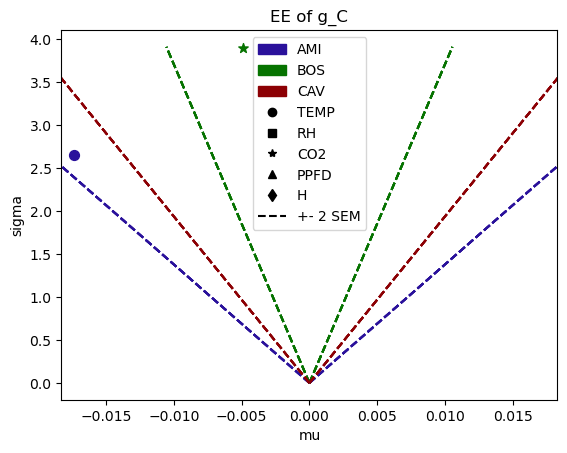 EE of g_C
AMI
BOS
CAV
TEMP
RH
CO2
PPFD
H
+- 2 SEM
sigma
4.0
3.5
3.0
2.5
2.0
1.5
1.0
0.5
0.0
−0.015 −0.010 −0.005 0.000 0.005 0.010 0.015
mu